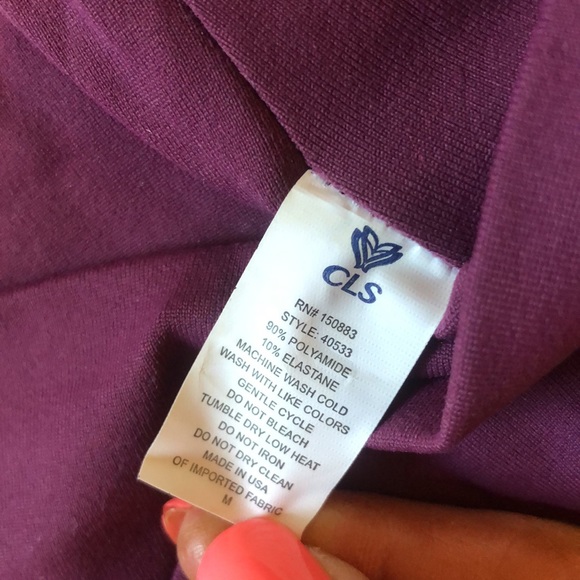 CLS
RN# 150883
STYLE: 40533
90% POLYAMIDE
10% ELASTANE
MACHINE WASH COLD
WASH WITH LIKE COLORS
GENTLE CYCLE
DO NOT BLEACH
TUMBLE DRY LOW HEAT
DO NOT IRON
DO NOT DRY CLEAN
MADE IN USA
OF IMPORTED FABRIC
M